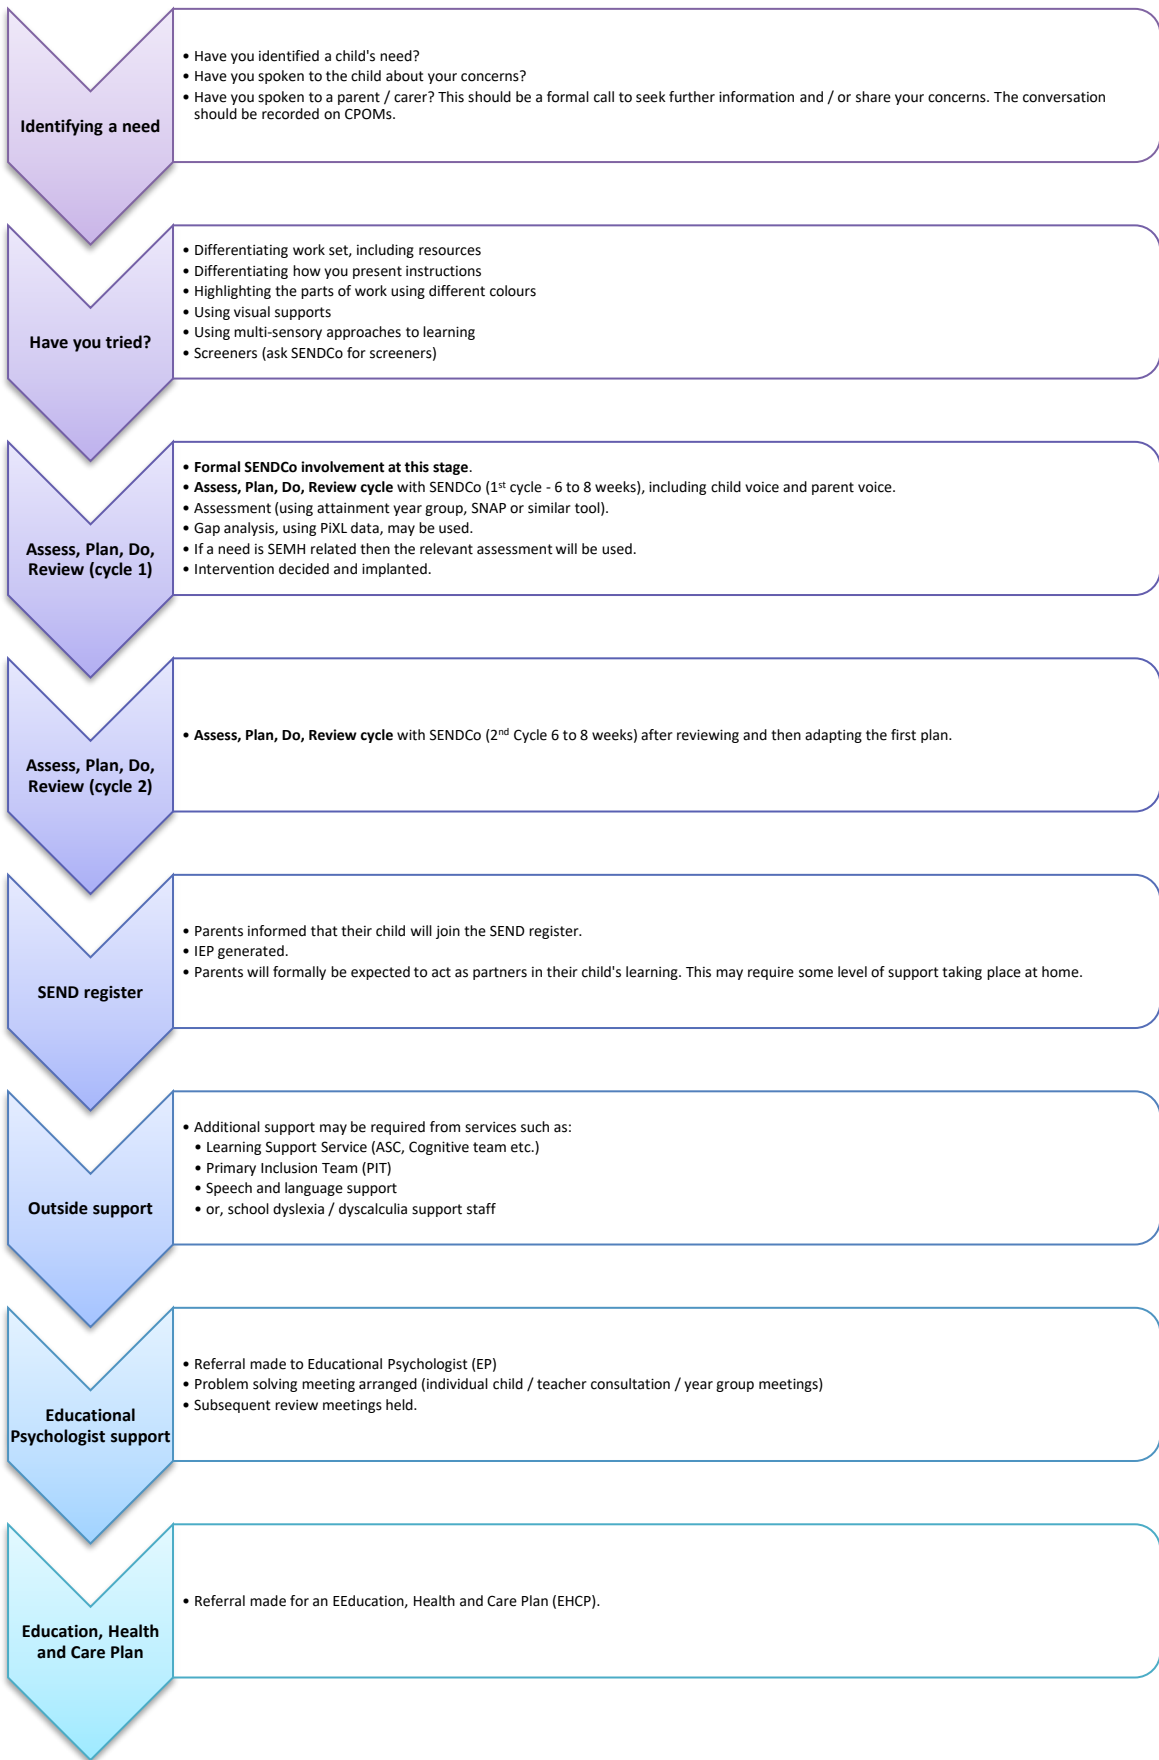 Identifying a need
• Have you identified a child's need?
• Have you spoken to the child about your concerns?
• Have you spoken to a parent / carer? This should be a formal call to seek further information and / or share your concerns. The conversation
should be recorded on CPOMs.
Have you tried?
• Differentiating work set, including resources
• Differentiating how you present instructions
• Highlighting the parts of work using different colours
• Using visual supports
• Using multi-sensory approaches to learning
• Screeners (ask SENDCo for screeners)
Assess, Plan, Do,
Review (cycle 1)
• Formal SENDCo involvement at this stage.
• Assess, Plan, Do, Review cycle with SENDCo (1st cycle - 6 to 8 weeks), including child voice and parent voice.
• Assessment (using attainment year group, SNAP or similar tool).
• Gap analysis, using PiXL data, may be used.
• If a need is SEMH related then the relevant assessment will be used.
• Intervention decided and implanted.
Assess, Plan, Do,
Review (cycle 2)
• Assess, Plan, Do, Review cycle with SENDCo (2nd Cycle 6 to 8 weeks) after reviewing and then adapting the first plan.
SEND register
• Parents informed that their child will join the SEND register.
• IEP generated.
• Parents will formally be expected to act as partners in their child's learning. This may require some level of support taking place at home.
Outside support
• Additional support may be required from services such as:
• Learning Support Service (ASC, Cognitive team etc.)
• Primary Inclusion Team (PIT)
• Speech and language support
• or, school dyslexia / dyscalculia support staff
Educational
Psychologist support
• Referral made to Educational Psychologist (EP)
• Problem solving meeting arranged (individual child / teacher consultation / year group meetings)
• Subsequent review meetings held.
Education, Health
and Care Plan
• Referral made for an EEducation, Health and Care Plan (EHCP).